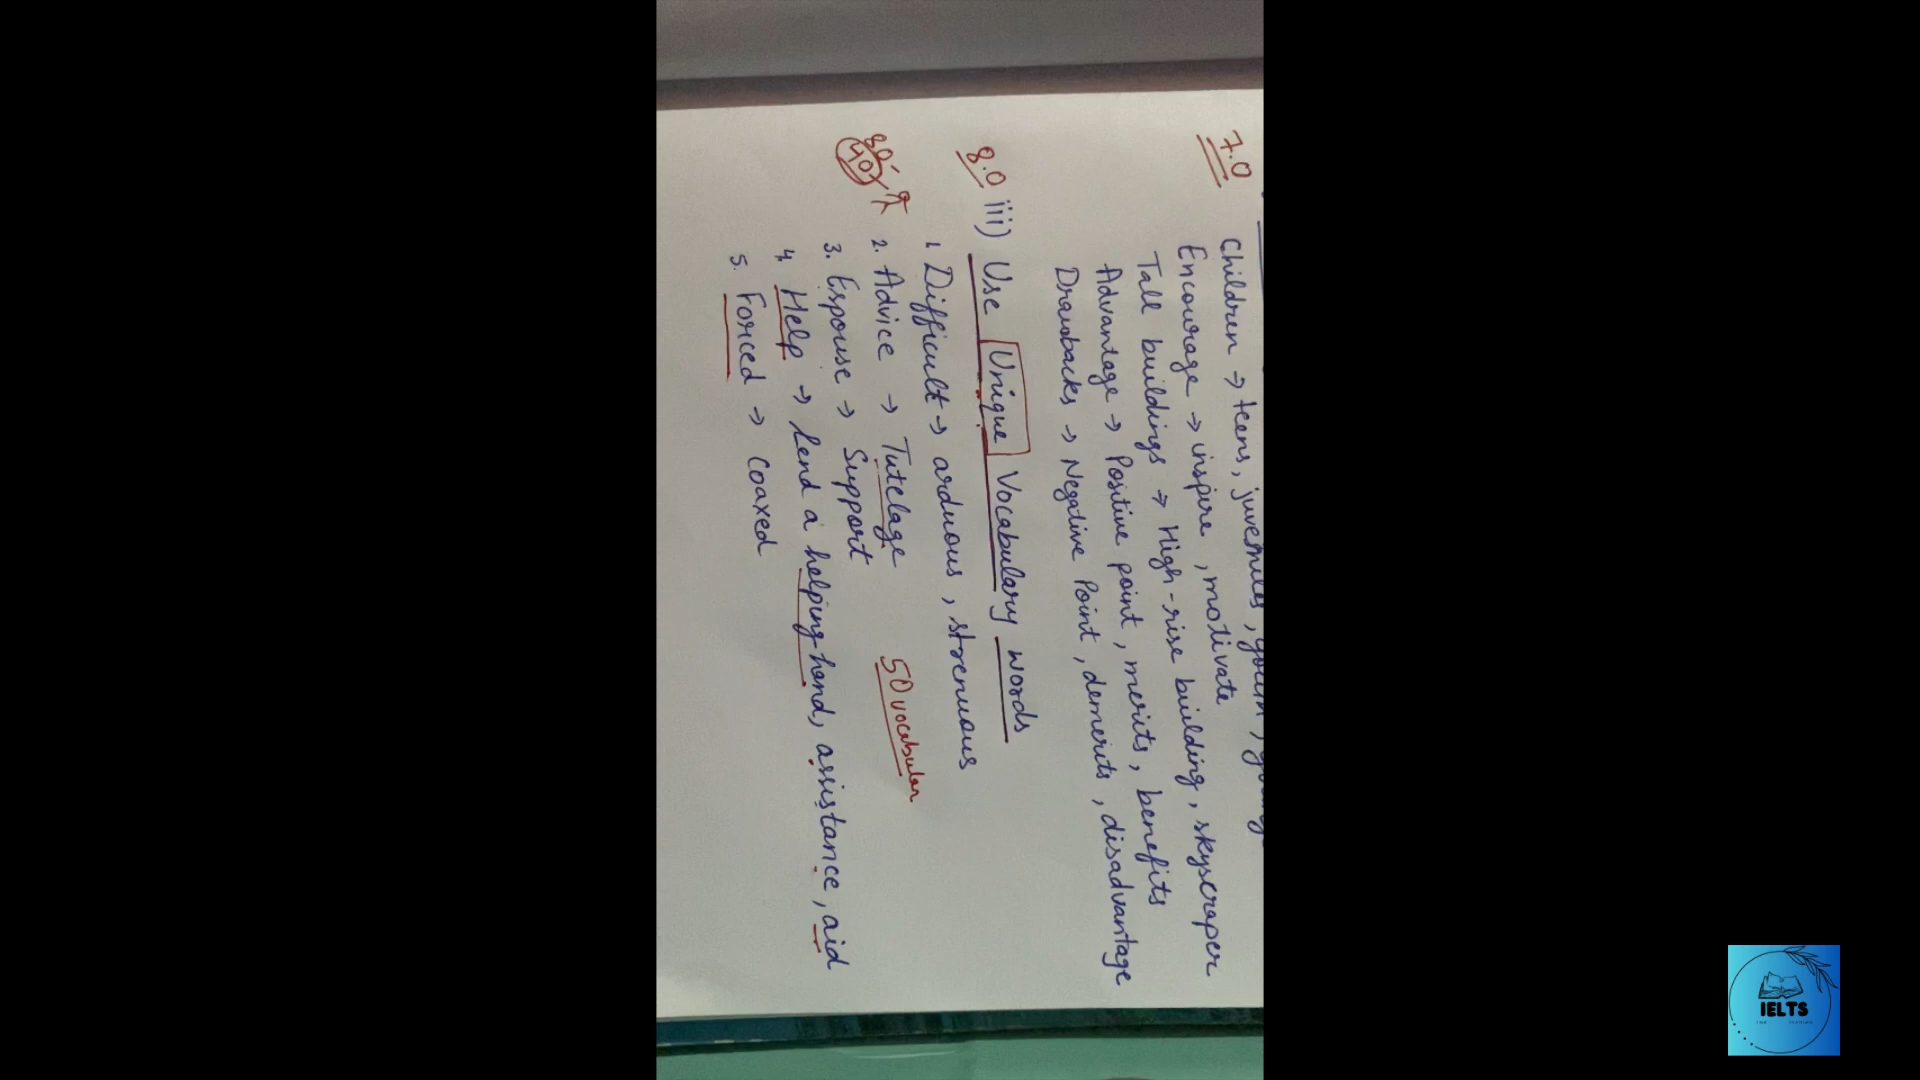 7.0
Children → teens, juveniles, youth,
Encourage → inspire, motivate
Tall buildings → High-rise building, skyscraper
Advantage → Positive point, merits, benefits
Drawbacks → Negative Point, demerits, disadvantage
8.0 iii) Use Unique Vocabulary words
1. Difficult → arduous, strenuous
2. Advice → Tutelage
50 vocabular
40
3. Espouse → Support
4. Help → Lend a helping-hand, assistance, aid
5. Forced → Coaxed
IELTS